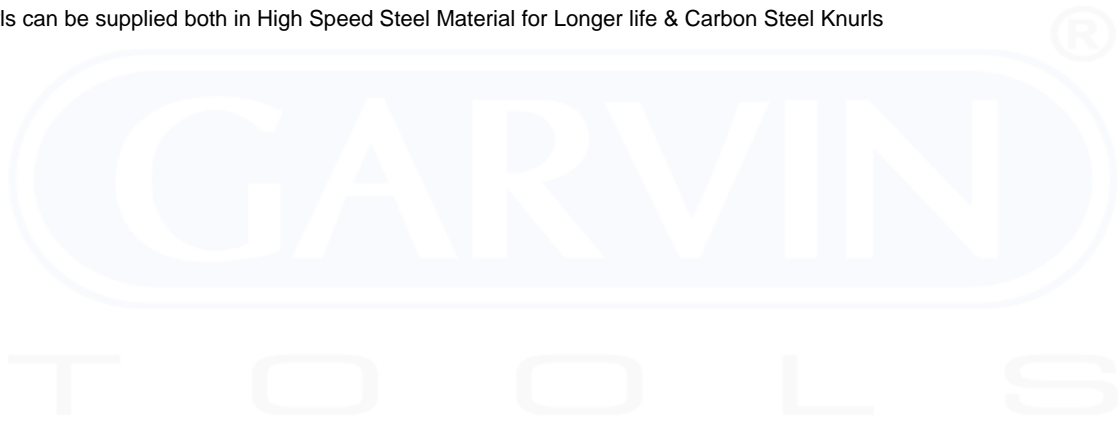 ls can be supplied both in High Speed Steel Material for Longer life & Carbon Steel Knurls
®
GARVIN
TOOLS